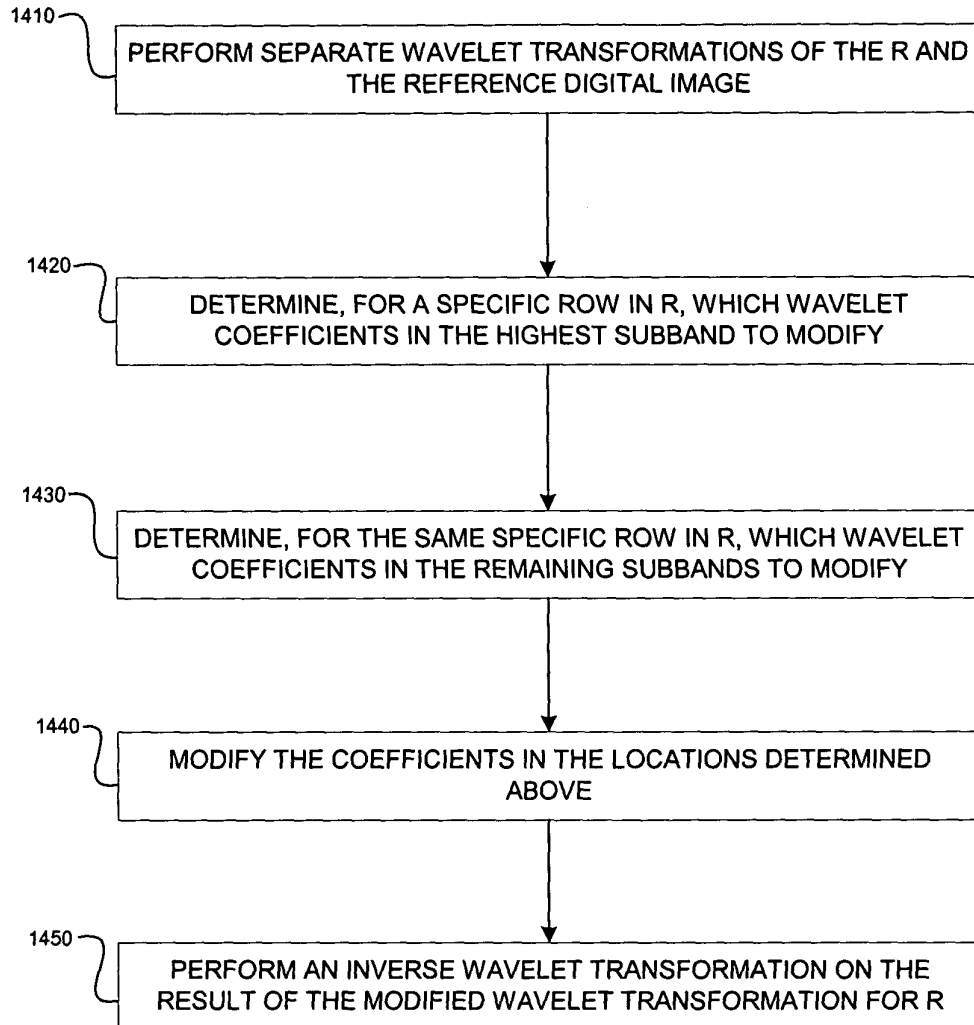 1410
PERFORM SEPARATE WAVELET TRANSFORMATIONS OF THE R AND
THE REFERENCE DIGITAL IMAGE
1420
DETERMINE, FOR A SPECIFIC ROW IN R, WHICH WAVELET
COEFFICIENTS IN THE HIGHEST SUBBAND TO MODIFY
1430
DETERMINE, FOR THE SAME SPECIFIC ROW IN R, WHICH WAVELET
COEFFICIENTS IN THE REMAINING SUBBANDS TO MODIFY
1440
MODIFY THE COEFFICIENTS IN THE LOCATIONS DETERMINED
ABOVE
1450
PERFORM AN INVERSE WAVELET TRANSFORMATION ON THE
RESULT OF THE MODIFIED WAVELET TRANSFORMATION FOR R